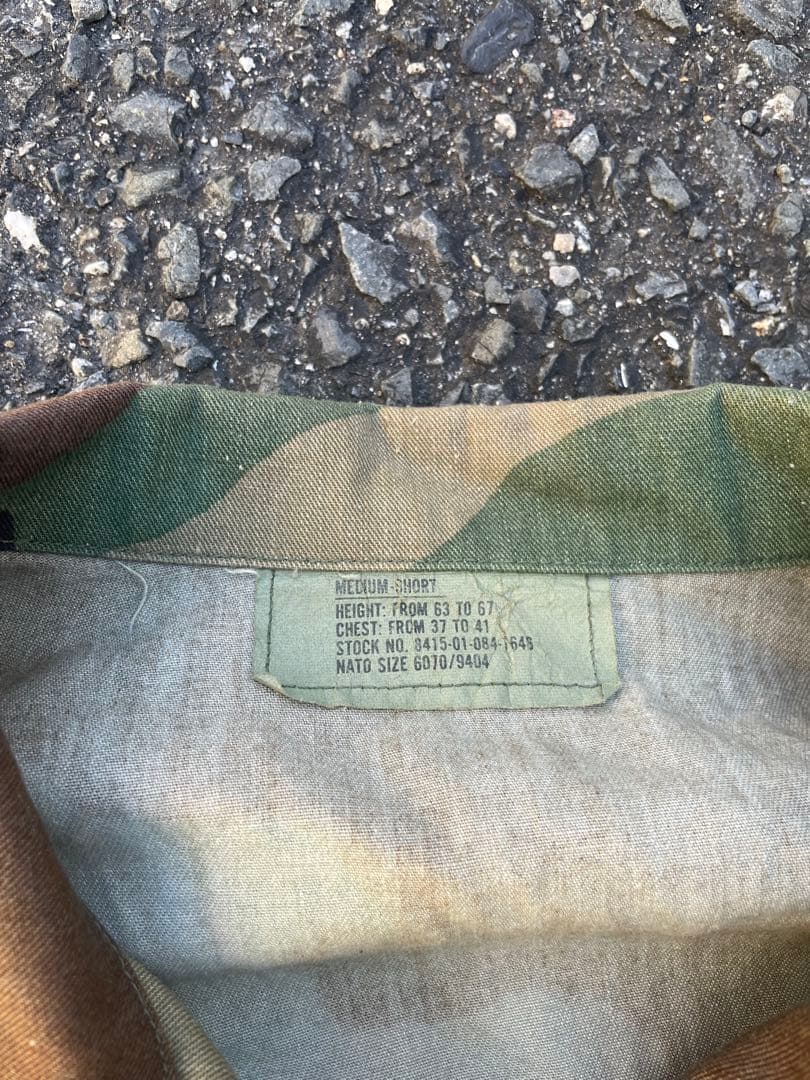 MEDIUM-SHORT
HEIGHT: FROM 63 TO 67
CHEST: FROM 37 TO 41
STOCK NO. 8415-01-084-1648
NATO SIZE 6070/9404